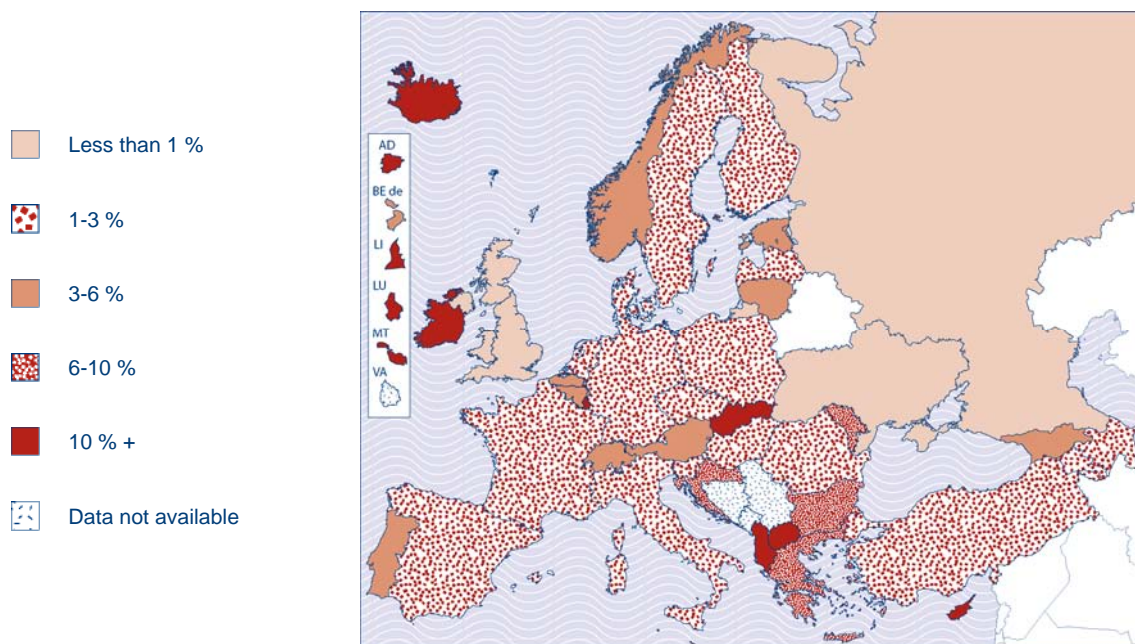 Less than 1 %
1-3 %
3-6 %
6-10 %
10 % +
Data not available
AD
BE de
LI
LU
MT
VA